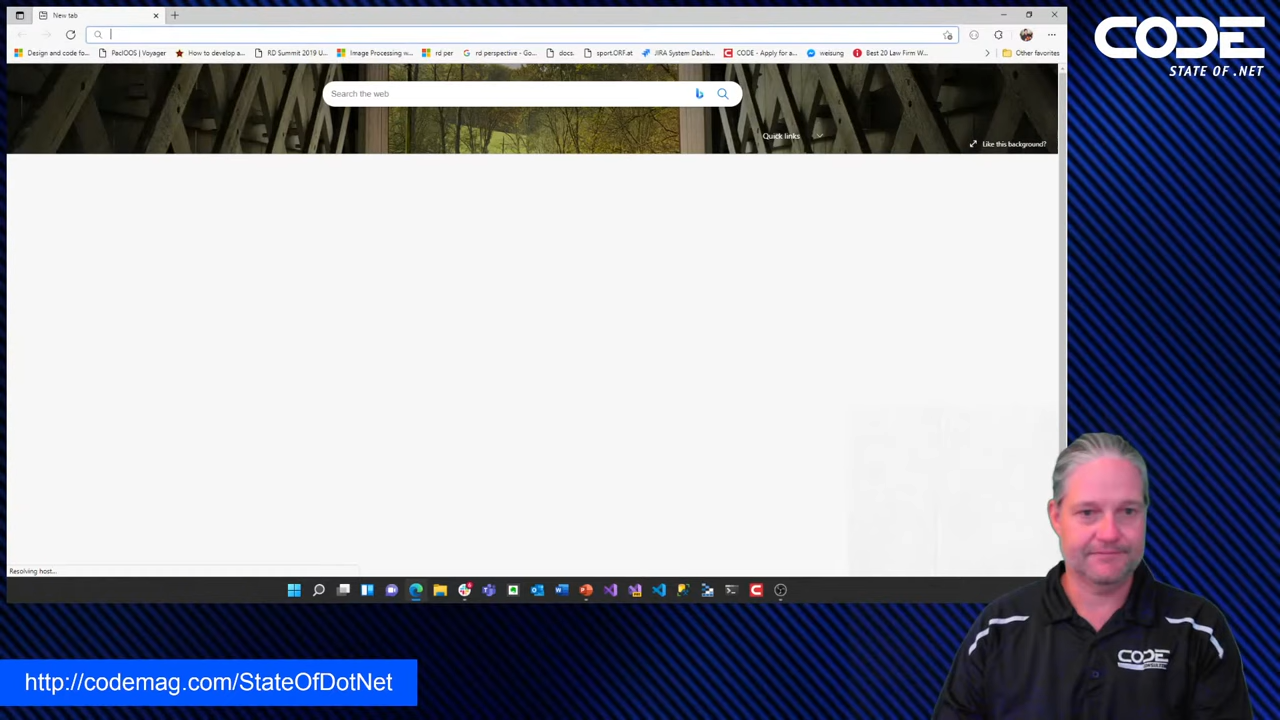 New tab
CODE
STATE OF .NET
Design and code fo...
PacIOOS | Voyager
How to develop a...
RD Summit 2019 U...
Image Processing w...
rd per
rd perspective - Go...
docs.
sport.ORF.at
JIRA System Dashb...
CODE - Apply for a...
weisung
Best 20 Law Firm W...
Other favorites
Search the web
Quick links
Like this background?
Resolving host...
CODE
http://codemag.com/StateOfDotNet